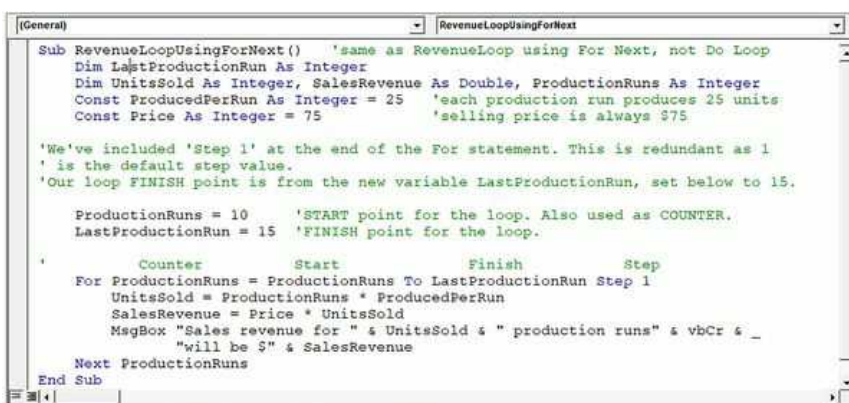 (General) RevenueLoopUsingForNext
Sub RevenueLoopUsingForNext() 'same as RevenueLoop using For Next, not Do Loop
Dim LastProductionRun As Integer
Dim UnitsSold As Integer, SalesRevenue As Double, ProductionRuns As Integer
Const ProducedPerRun As Integer = 25 'each production run produces 25 units
Const Price As Integer = 75 'selling price is always $75
'We've included 'Step 1' at the end of the For statement. This is redundant as 1
' is the default step value.
'Our loop FINISH point is from the new variable LastProductionRun, set below to 15.
ProductionRuns = 10 'START point for the loop. Also used as COUNTER.
LastProductionRun = 15 'FINISH point for the loop.
' Counter Start Finish Step
For ProductionRuns = ProductionRuns To LastProductionRun Step 1
UnitsSold = ProductionRuns * ProducedPerRun
SalesRevenue = Price * UnitsSold
MsgBox "Sales revenue for " & UnitsSold & " production runs" & vbCr & _
"will be $" & SalesRevenue
Next ProductionRuns
End Sub